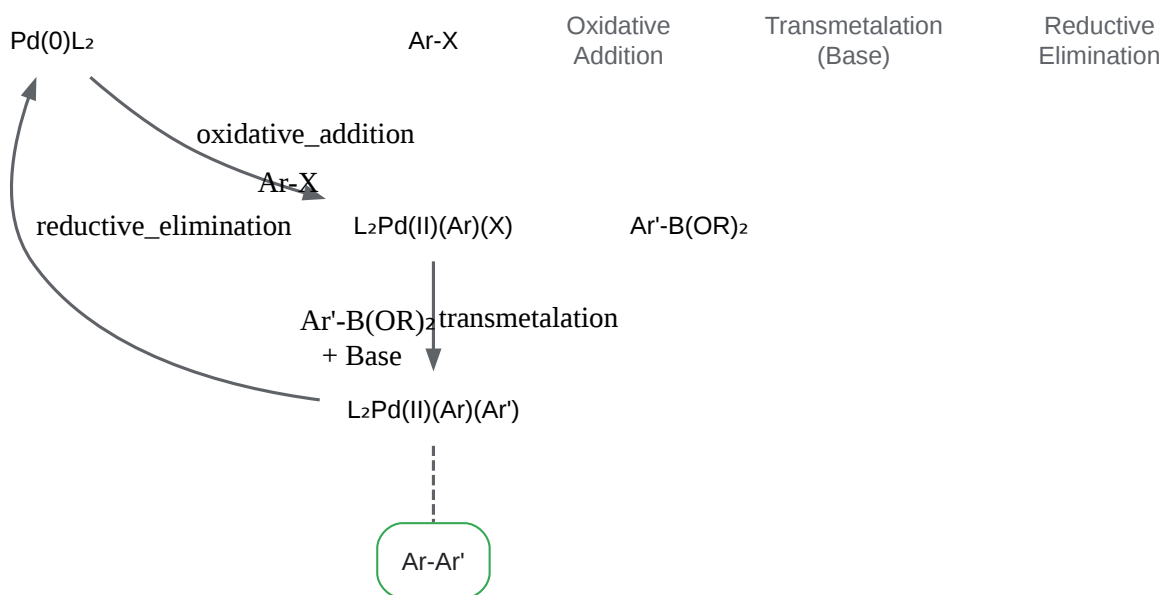 Pd(0)L₂
Ar-X
Oxidative
Addition
Transmetalation
(Base)
Reductive
Elimination
oxidative_addition
Ar-X
reductive_elimination
L₂Pd(II)(Ar)(X)
Ar'-B(OR)₂
Ar'-B(OR)₂
+ Base
transmetalation
L₂Pd(II)(Ar)(Ar')
Ar-Ar'